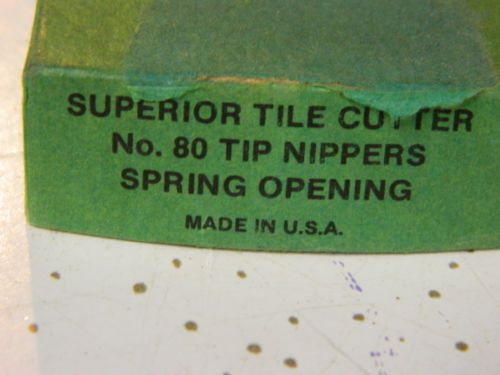 SUPERIOR TILE CUTTER
No. 80 TIP NIPPERS
SPRING OPENING
MADE IN U.S.A.